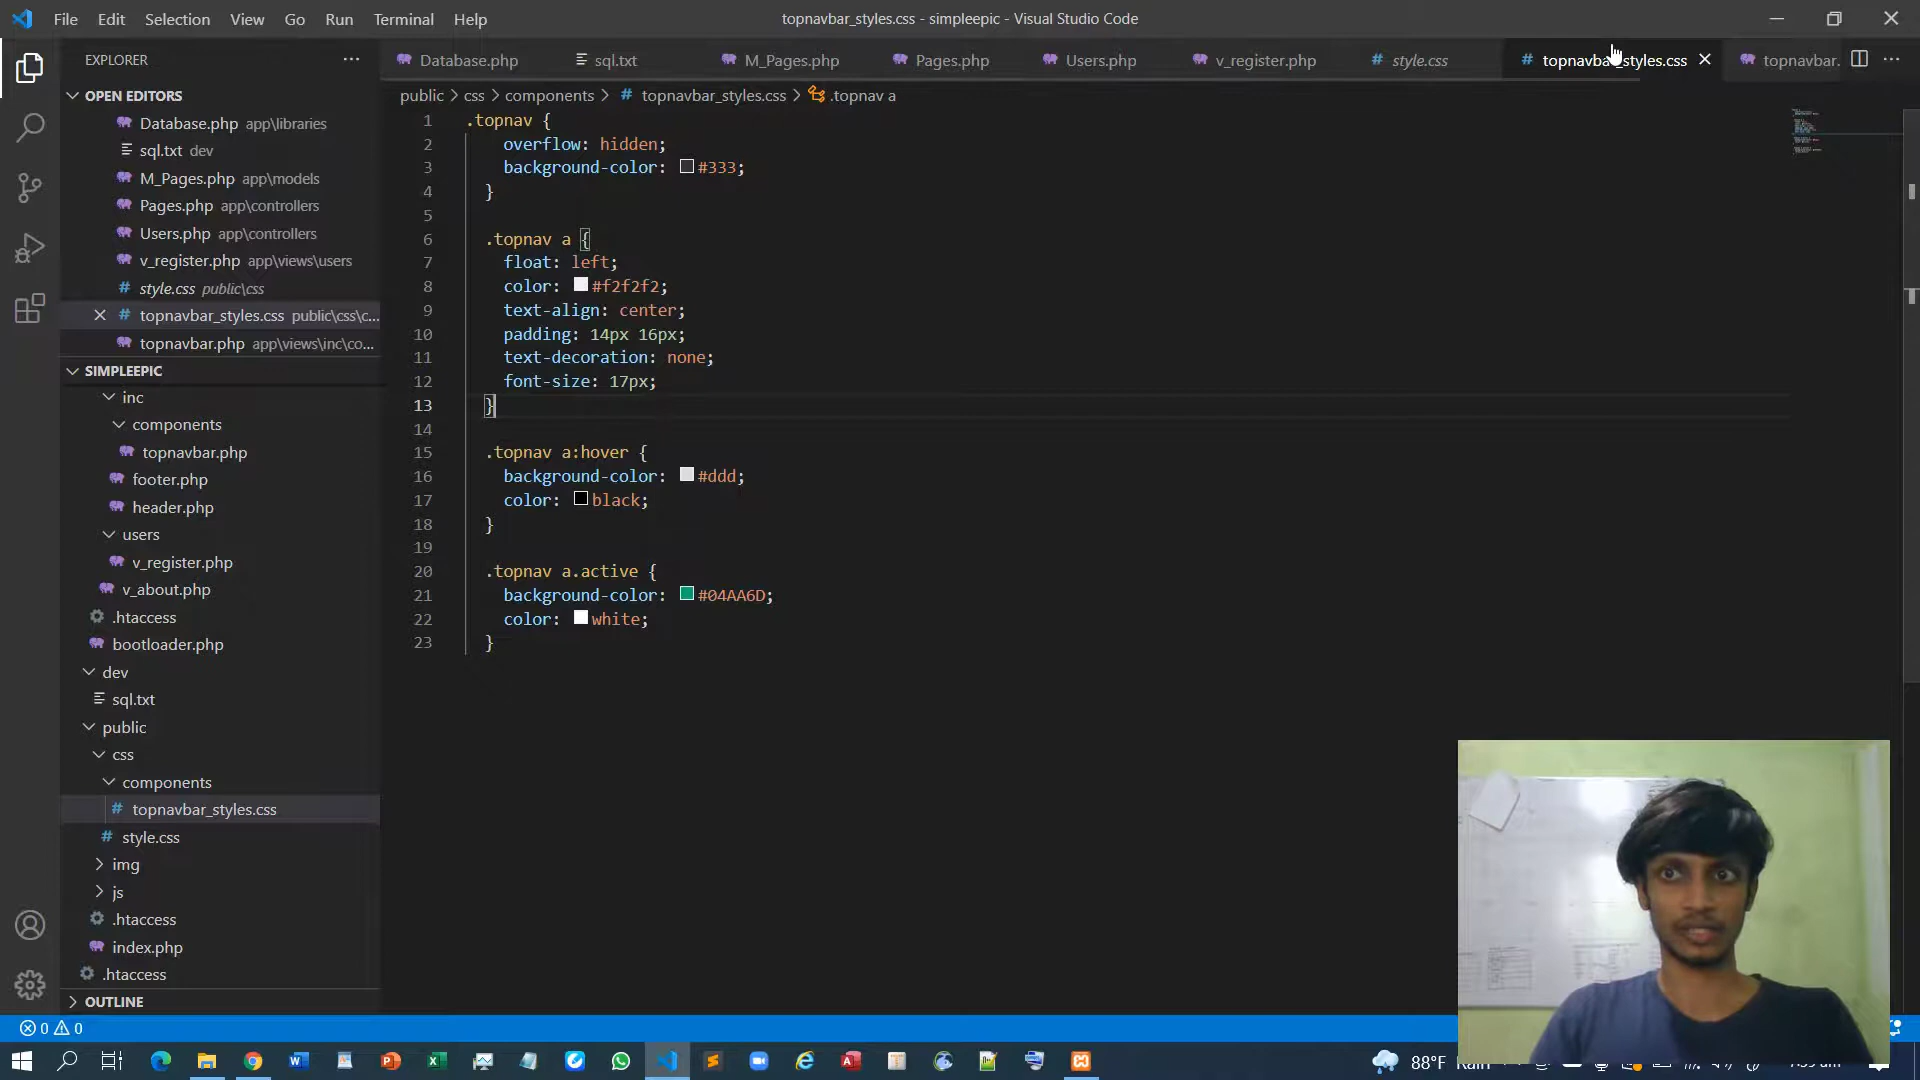 File Edit Selection View Go Run Terminal Help
topnavbar_styles.css - simpleepic - Visual Studio Code
EXPLORER
Database.php sql.txt M_Pages.php Pages.php Users.php v_register.php style.css topnavbar_styles.css topnavbar.
public > css > components > # topnavbar_styles.css > .topnav a
OPEN EDITORS
Database.php app\libraries
sql.txt dev
M_Pages.php app\models
Pages.php app\controllers
Users.php app\controllers
v_register.php app\views\users
# style.css public\css
# topnavbar_styles.css public\css\c...
topnavbar.php app\views\inc\co...
SIMPLEEPIC
inc
components
topnavbar.php
footer.php
header.php
users
v_register.php
v_about.php
.htaccess
bootloader.php
dev
sql.txt
public
css
components
# topnavbar_styles.css
# style.css
img
js
.htaccess
index.php
.htaccess
OUTLINE
1 .topnav {
2 overflow: hidden;
3 background-color: #333;
4 }
5
6 .topnav a {
7 float: left;
8 color: #f2f2f2;
9 text-align: center;
10 padding: 14px 16px;
11 text-decoration: none;
12 font-size: 17px;
13 }
14
15 .topnav a:hover {
16 background-color: #ddd;
17 color: black;
18 }
19
20 .topnav a.active {
21 background-color: #04AA6D;
22 color: white;
23 }
0 0
88°F Rain